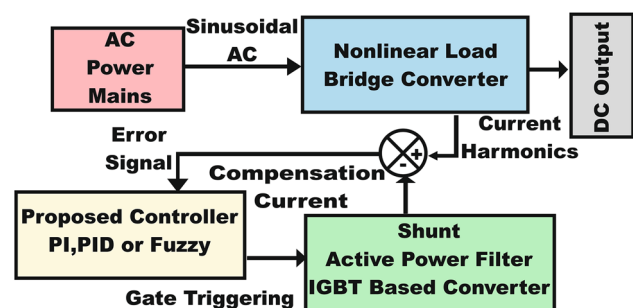 AC
Power
Mains
Sinusoidal
AC
Nonlinear Load
Bridge Converter
DC Output
Current
Harmonics
+
-
Error
Signal
Compensation
Current
Proposed Controller
PI,PID or Fuzzy
Gate Triggering
Shunt
Active Power Filter
IGBT Based Converter